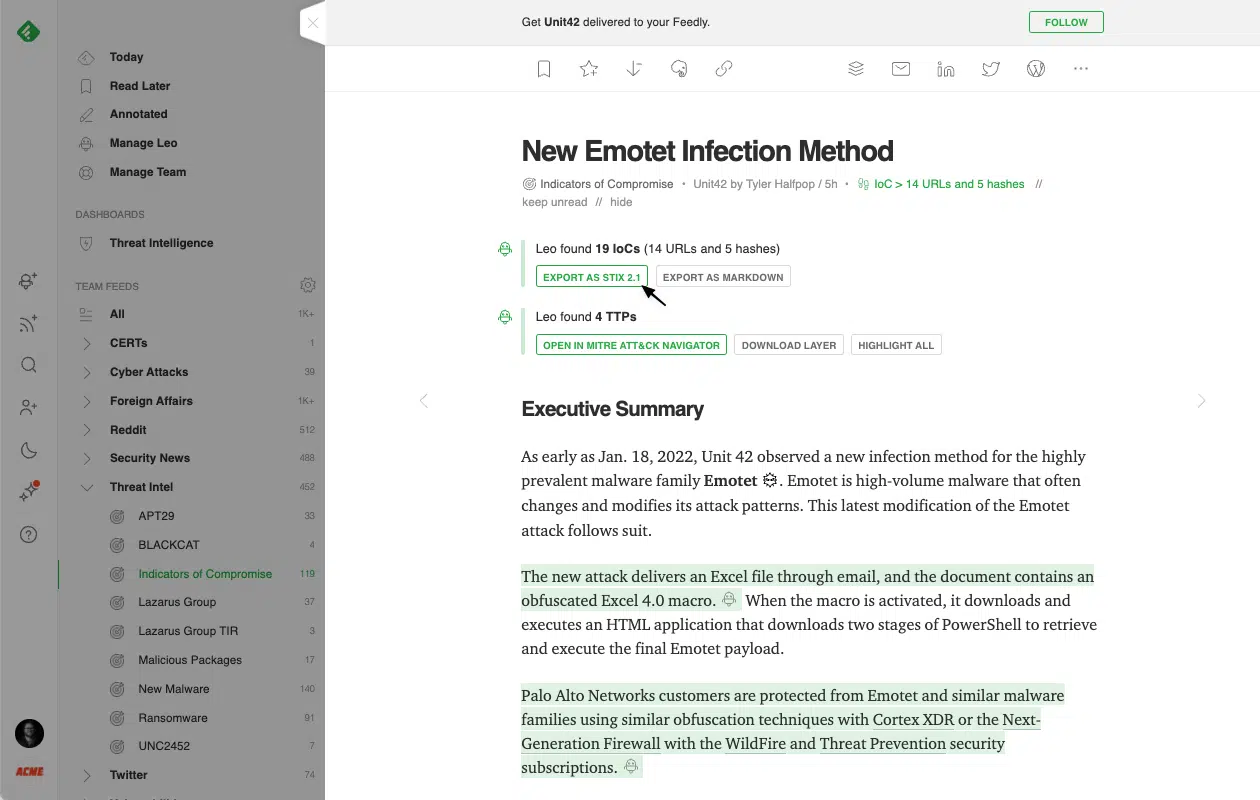 Get Unit42 delivered to your Feedly.
FOLLOW
Today
Read Later
Annotated
Manage Leo
Manage Team
DASHBOARDS
Threat Intelligence
TEAM FEEDS
All 1K+
CERTs 1
Cyber Attacks 39
Foreign Affairs 1K+
Reddit 512
Security News 488
Threat Intel 452
APT29 33
BLACKCAT 4
Indicators of Compromise 119
Lazarus Group 37
Lazarus Group TIR 3
Malicious Packages 17
New Malware 140
Ransomware 91
UNC2452 7
Twitter 74
ACME
New Emotet Infection Method
Indicators of Compromise • Unit42 by Tyler Halfpop / 5h • IoC > 14 URLs and 5 hashes //
keep unread // hide
Leo found 19 IoCs (14 URLs and 5 hashes)
EXPORT AS STIX 2.1 EXPORT AS MARKDOWN
Leo found 4 TTPs
OPEN IN MITRE ATT&CK NAVIGATOR DOWNLOAD LAYER HIGHLIGHT ALL
Executive Summary
As early as Jan. 18, 2022, Unit 42 observed a new infection method for the highly
prevalent malware family Emotet. Emotet is high-volume malware that often
changes and modifies its attack patterns. This latest modification of the Emotet
attack follows suit.
The new attack delivers an Excel file through email, and the document contains an
obfuscated Excel 4.0 macro. When the macro is activated, it downloads and
executes an HTML application that downloads two stages of PowerShell to retrieve
and execute the final Emotet payload.
Palo Alto Networks customers are protected from Emotet and similar malware
families using similar obfuscation techniques with Cortex XDR or the Next-
Generation Firewall with the WildFire and Threat Prevention security
subscriptions.